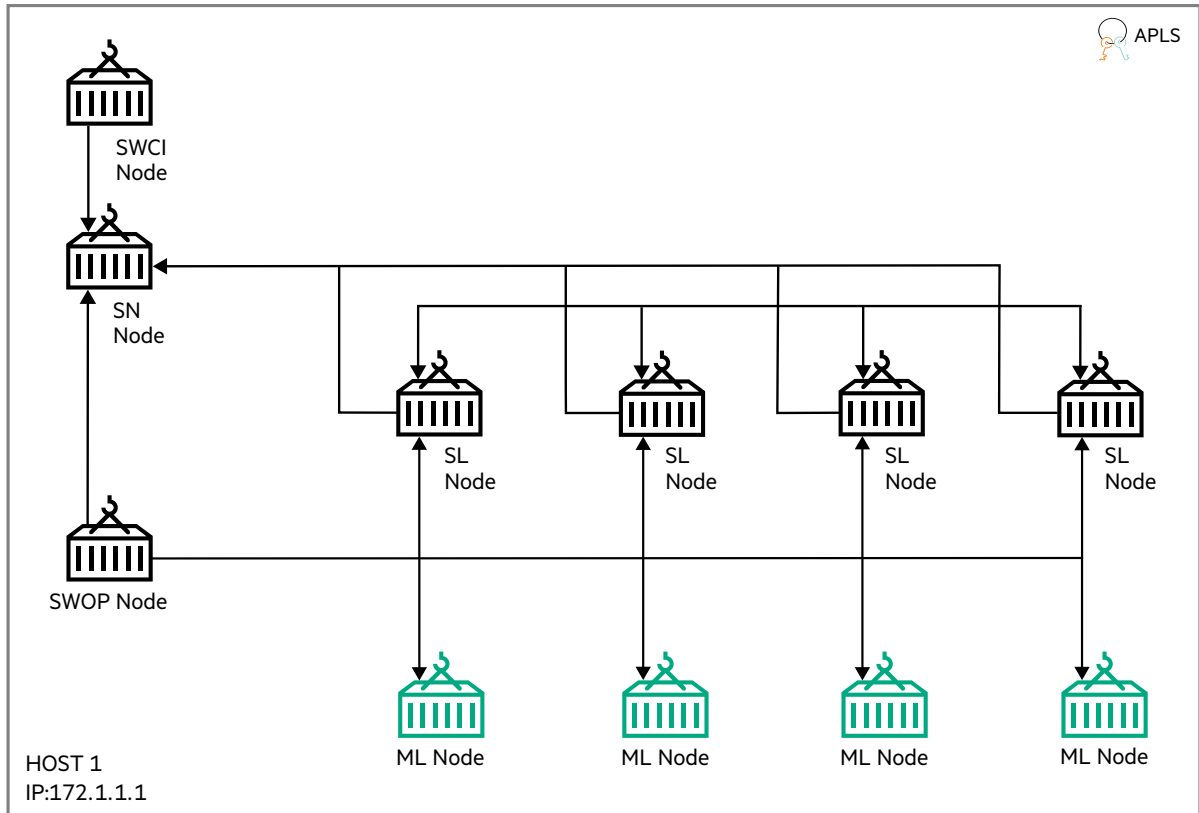 APLS
SWCI
Node
SN
Node
SL
Node
SL
Node
SL
Node
SL
Node
SWOP Node
ML Node
ML Node
ML Node
ML Node
HOST 1
IP:172.1.1.1